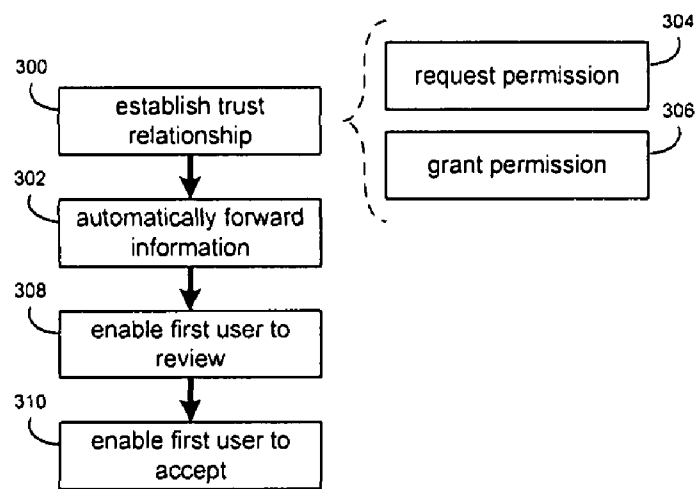 304
request permission
300
establish trust
relationship
306
grant permission
302
automatically forward
information
308
enable first user to
review
310
enable first user to
accept